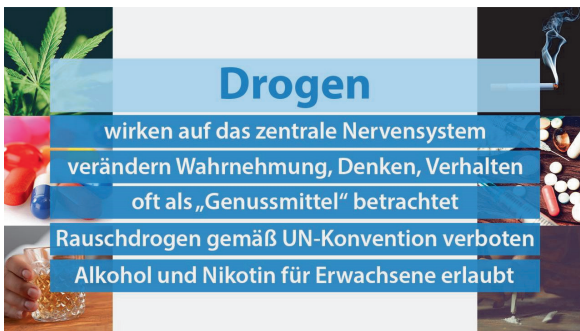 Drogen
wirken auf das zentrale Nervensystem
verändern Wahrnehmung, Denken, Verhalten
oft als „Genussmittel“ betrachtet
Rauschdrogen gemäß UN-Konvention verboten
Alkohol und Nikotin für Erwachsene erlaubt